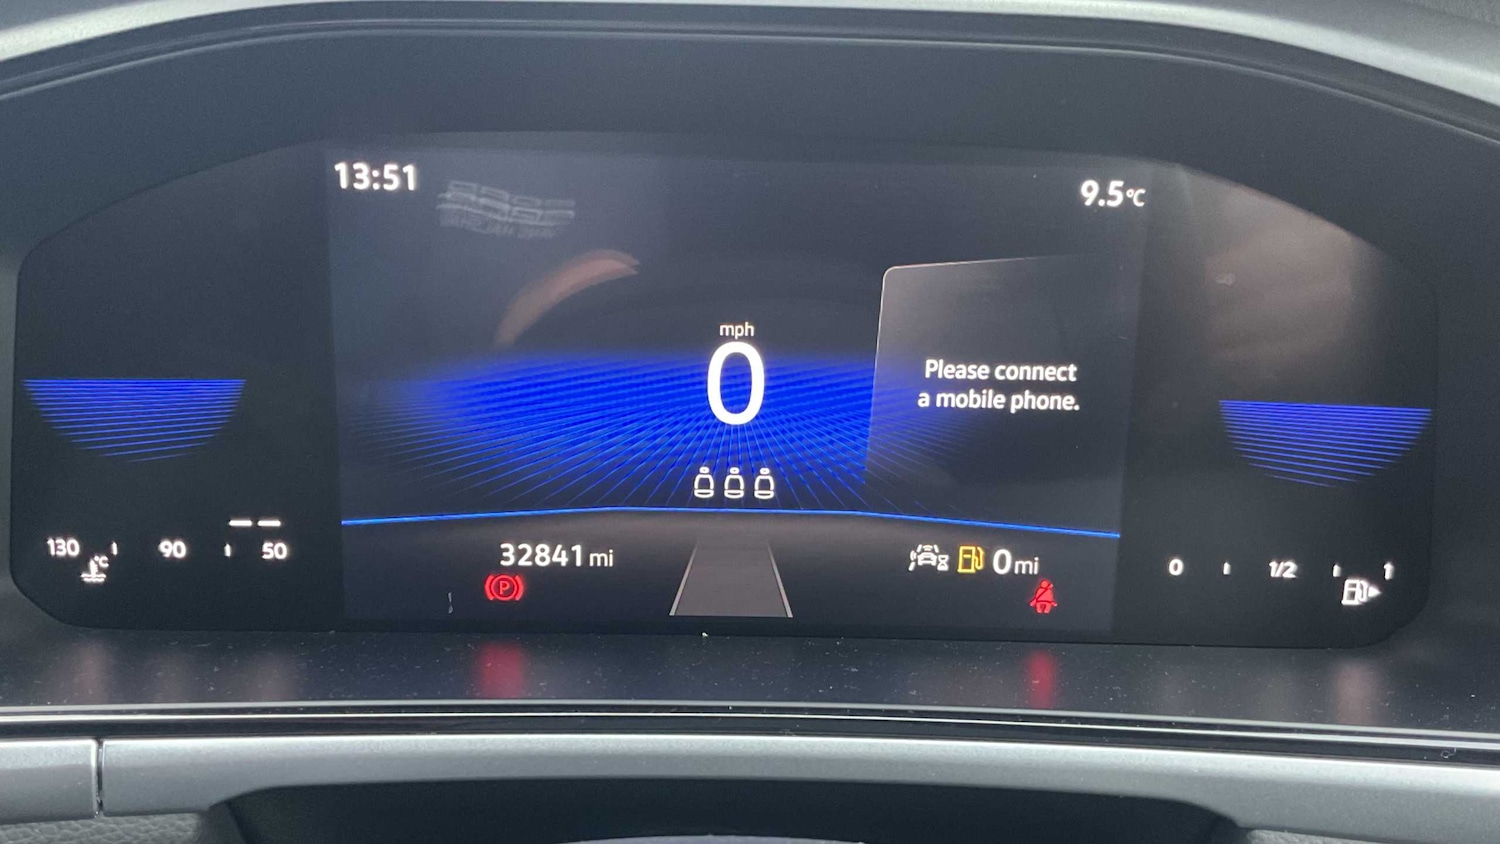 13:51
9.5°C
mph
0
Please connect
a mobile phone.
130 90 50
°C
32841 mi
P
0 mi
0 1/2 1